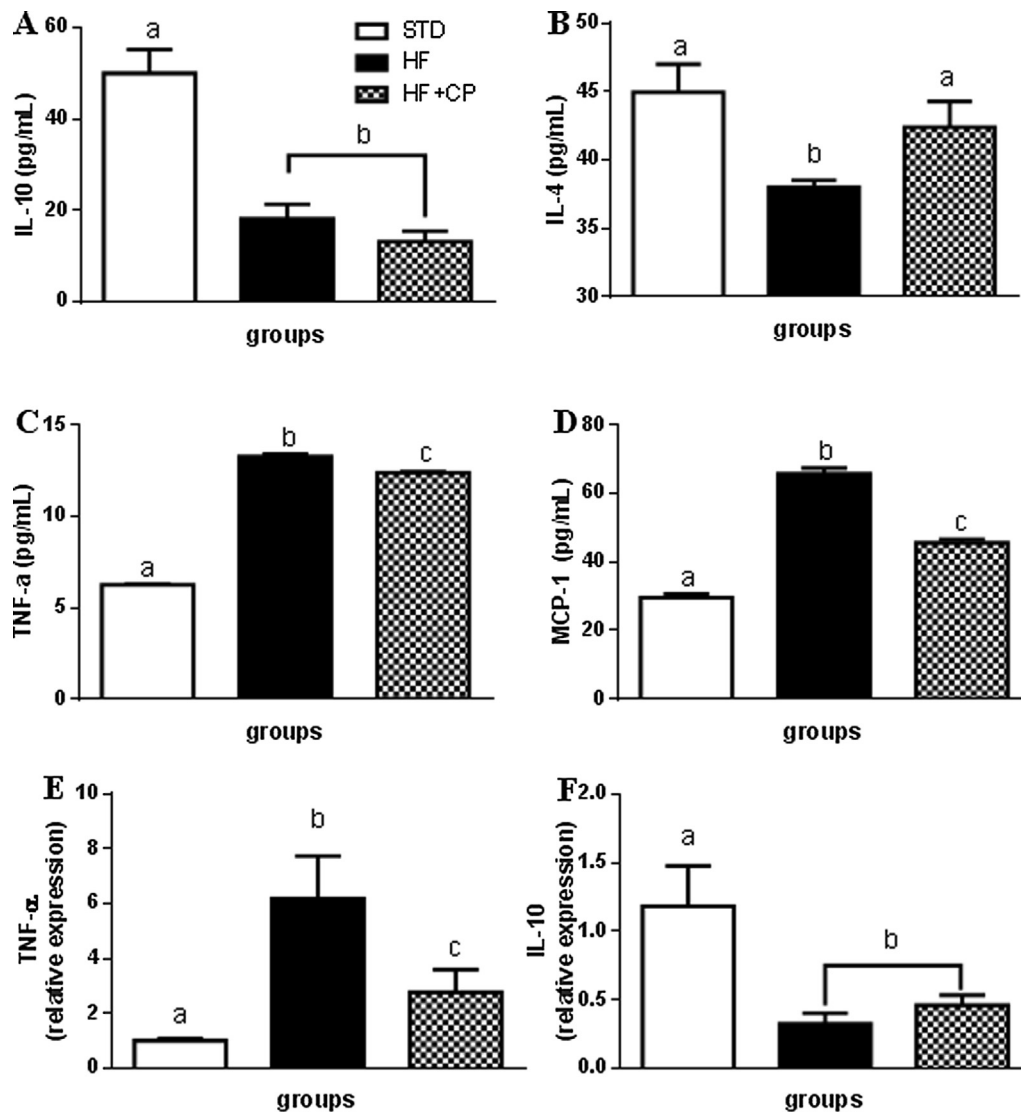 A
IL-10 (pg/mL)
60
40
20
0
a
b
STD
HF
HF+CP
groups
B
IL-4 (pg/mL)
50
45
40
35
30
a
b
a
groups
C
TNF-a (pg/mL)
15
10
5
0
a
b
c
groups
D
MCP-1 (pg/mL)
80
60
40
20
0
a
b
c
groups
E
TNF-α
(relative expression)
10
8
6
4
2
0
a
b
c
groups
F
IL-10
(relative expression)
2.0
1.5
1.0
0.5
0.0
a
b
groups